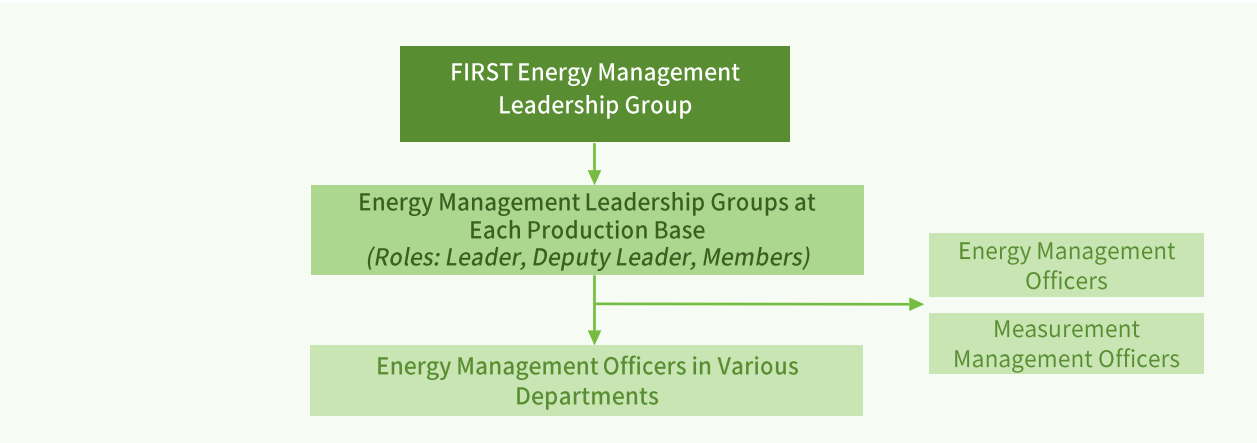 FIRST Energy Management
Leadership Group
Energy Management Leadership Groups at
Each Production Base
(Roles: Leader, Deputy Leader, Members)
Energy Management
Officers
Measurement
Management Officers
Energy Management Officers in Various
Departments